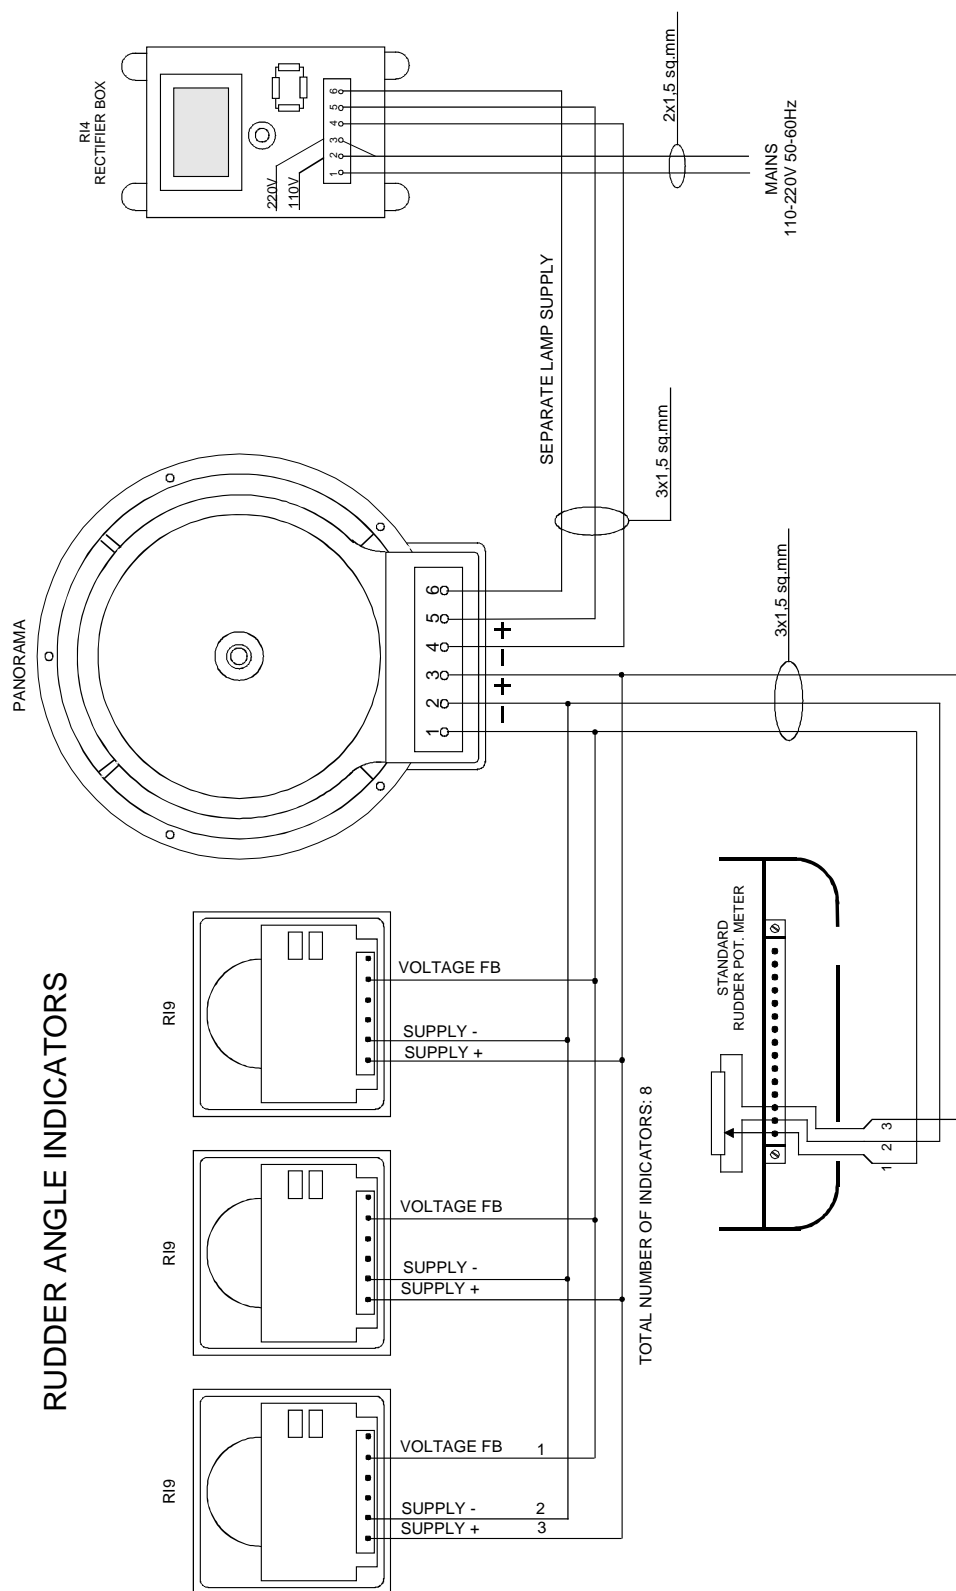 RUDDER ANGLE INDICATORS
RI4
RECTIFIER BOX
220V
110V
1 2 3 4 5 6
2x1,5 sq.mm
MAINS
110-220V 50-60Hz
SEPARATE LAMP SUPPLY
3x1,5 sq.mm
PANORAMA
1 2 3 4 5 6
− + − +
3x1,5 sq.mm
RI9
VOLTAGE FB
SUPPLY -
SUPPLY +
RI9
VOLTAGE FB
SUPPLY -
SUPPLY +
RI9
VOLTAGE FB 1
SUPPLY - 2
SUPPLY + 3
TOTAL NUMBER OF INDICATORS: 8
STANDARD
RUDDER POT. METER
1 2 3